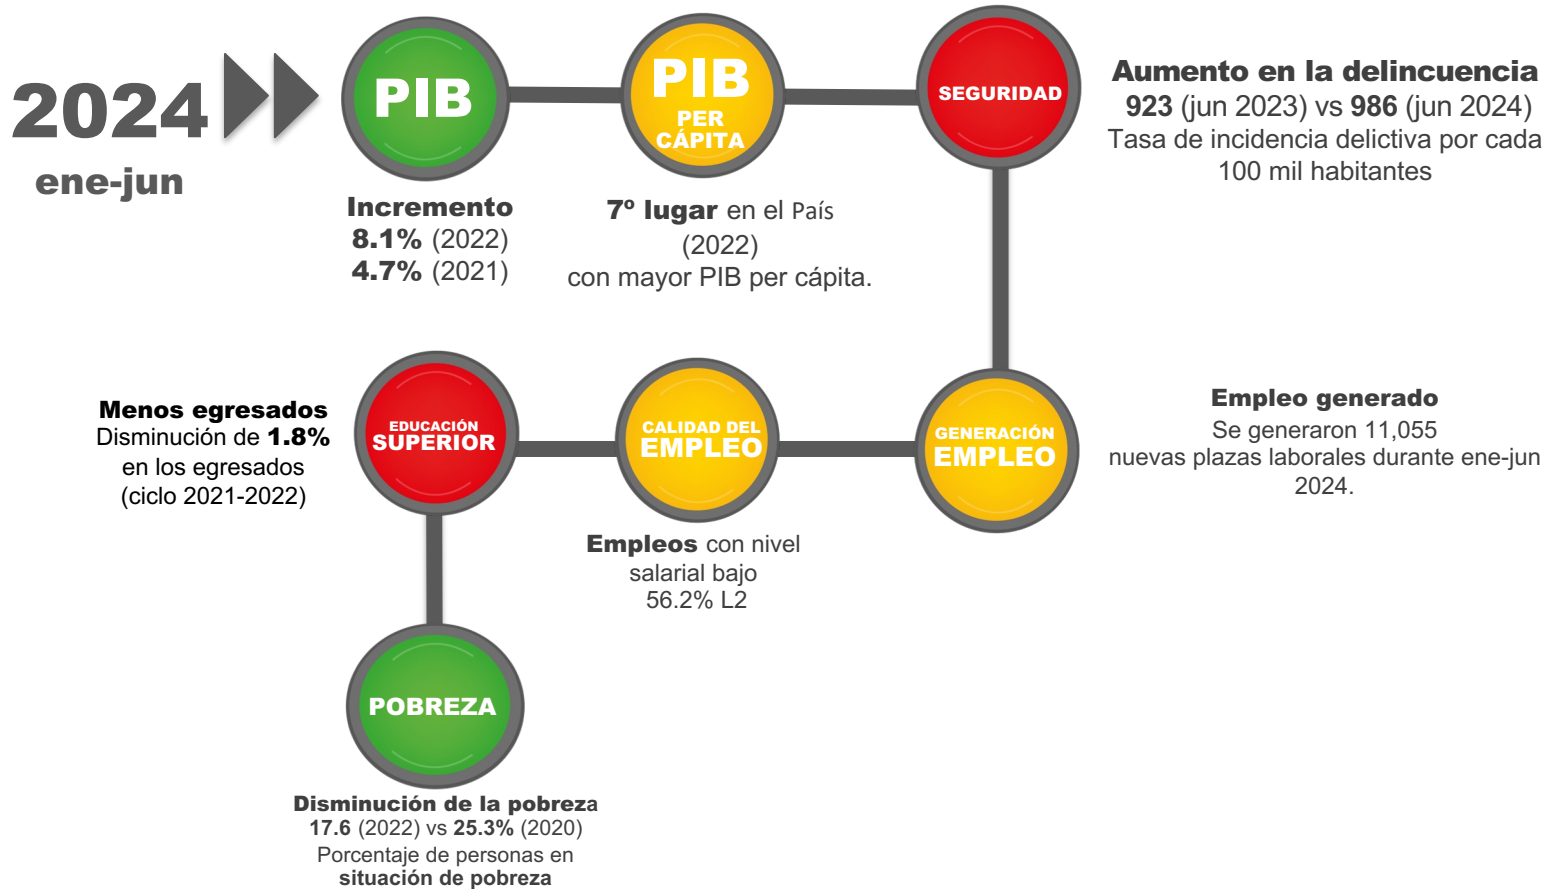 2024
ene-jun
PIB
Incremento
8.1% (2022)
4.7% (2021)
PIB
PER
CÁPITA
7º lugar en el País
(2022)
con mayor PIB per cápita.
SEGURIDAD
Aumento en la delincuencia
923 (jun 2023) vs 986 (jun 2024)
Tasa de incidencia delictiva por cada
100 mil habitantes
GENERACIÓN
EMPLEO
Empleo generado
Se generaron 11,055
nuevas plazas laborales durante ene-jun
2024.
CALIDAD DEL
EMPLEO
Empleos con nivel
salarial bajo
56.2% L2
EDUCACIÓN
SUPERIOR
Menos egresados
Disminución de 1.8%
en los egresados
(ciclo 2021-2022)
POBREZA
Disminución de la pobreza
17.6 (2022) vs 25.3% (2020)
Porcentaje de personas en
situación de pobreza